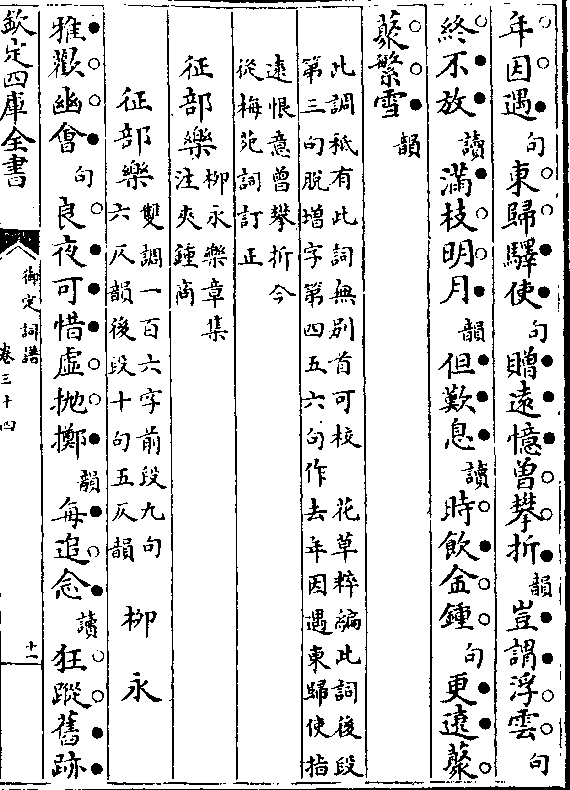 年因遇句東歸驛使句贈遠憶曾攀折韻豈謂浮雲句
終不放讀滿枝明月韻但歎息讀時飲金鍾句更遶藂
藂繁雪韻
此調秪有此詞無别首可校　花草粹編此詞後段
第三句脱增字第四五六句作　去年因遇東歸使指
逺恨意曾攀折今
從梅苑詞訂正
征部樂柳永樂章集
注夾鍾商
征部樂雙調一百六字前段九句
六仄韻後段十句五仄韻　柳永
雅歡幽會句良夜可惜虚抛擲韻每追念讀狂蹤舊跡
欽定四庫全書
御定詞譜
卷三十四
十一